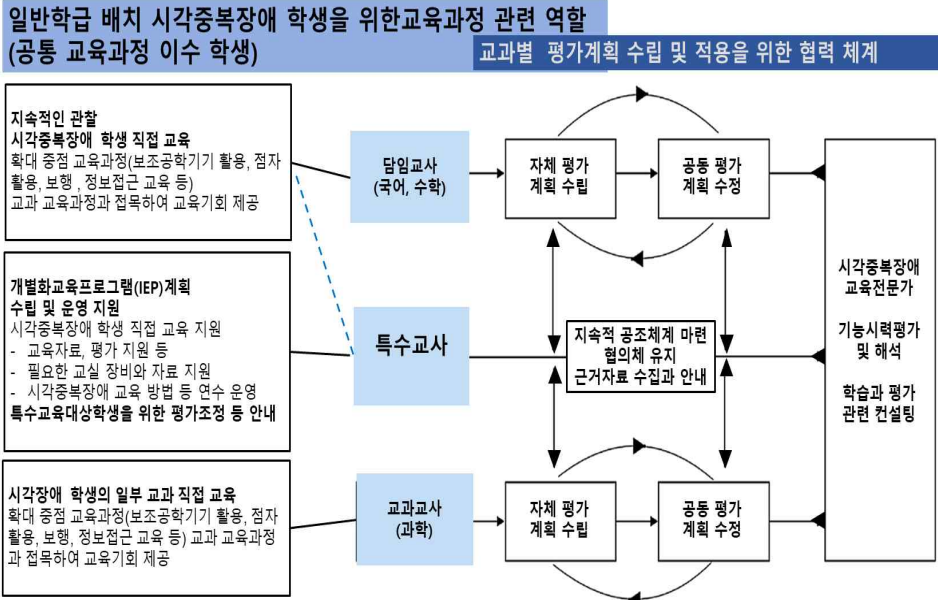 일반학급 배치 시각중복장애 학생을 위한교육과정 관련 역할
(공통 교육과정 이수 학생)
교과별 평가계획 수립 및 적용을 위한 협력 체계
지속적인 관찰
시각중복장애 학생 직접 교육
확대 중점 교육과정(보조공학기기 활용, 점자
활용, 보행 , 정보접근 교육 등)
교과 교육과정과 접목하여 교육기회 제공
담임교사
(국어, 수학)
자체 평가
계획 수립
공동 평가
계획 수정
개별화교육프로그램(IEP)계획
수립 및 운영 지원
시각중복장애 학생 직접 교육 지원
- 교육자료, 평가 지원 등
- 필요한 교실 장비와 자료 지원
- 시각중복장애 교육 방법 등 연수 운영
특수교육대상학생을 위한 평가조정 등 안내
특수교사
지속적 공조체계 마련
협의체 유지
근거자료 수집과 안내
시각중복장애
교육전문가
기능시력평가
및 해석
학습과 평가
관련 컨설팅
시각장애 학생의 일부 교과 직접 교육
확대 중점 교육과정(보조공학기기 활용, 점자
활용, 보행, 정보접근 교육 등) 교과 교육과정
과 접목하여 교육기회 제공
교과교사
(과학)
자체 평가
계획 수립
공동 평가
계획 수정